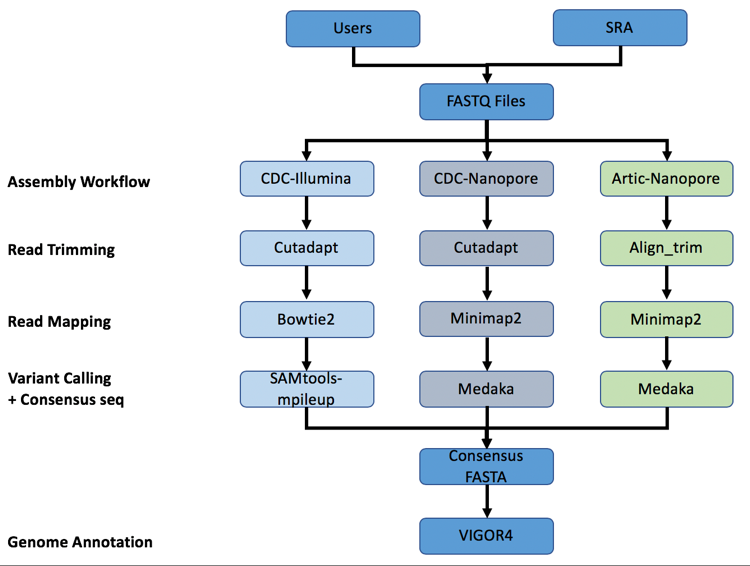 Users
SRA
FASTQ Files
Assembly Workflow
CDC-Illumina
CDC-Nanopore
Artic-Nanopore
Read Trimming
Cutadapt
Cutadapt
Align_trim
Read Mapping
Bowtie2
Minimap2
Minimap2
Variant Calling
+ Consensus seq
SAMtools-
mpileup
Medaka
Medaka
Consensus
FASTA
Genome Annotation
VIGOR4